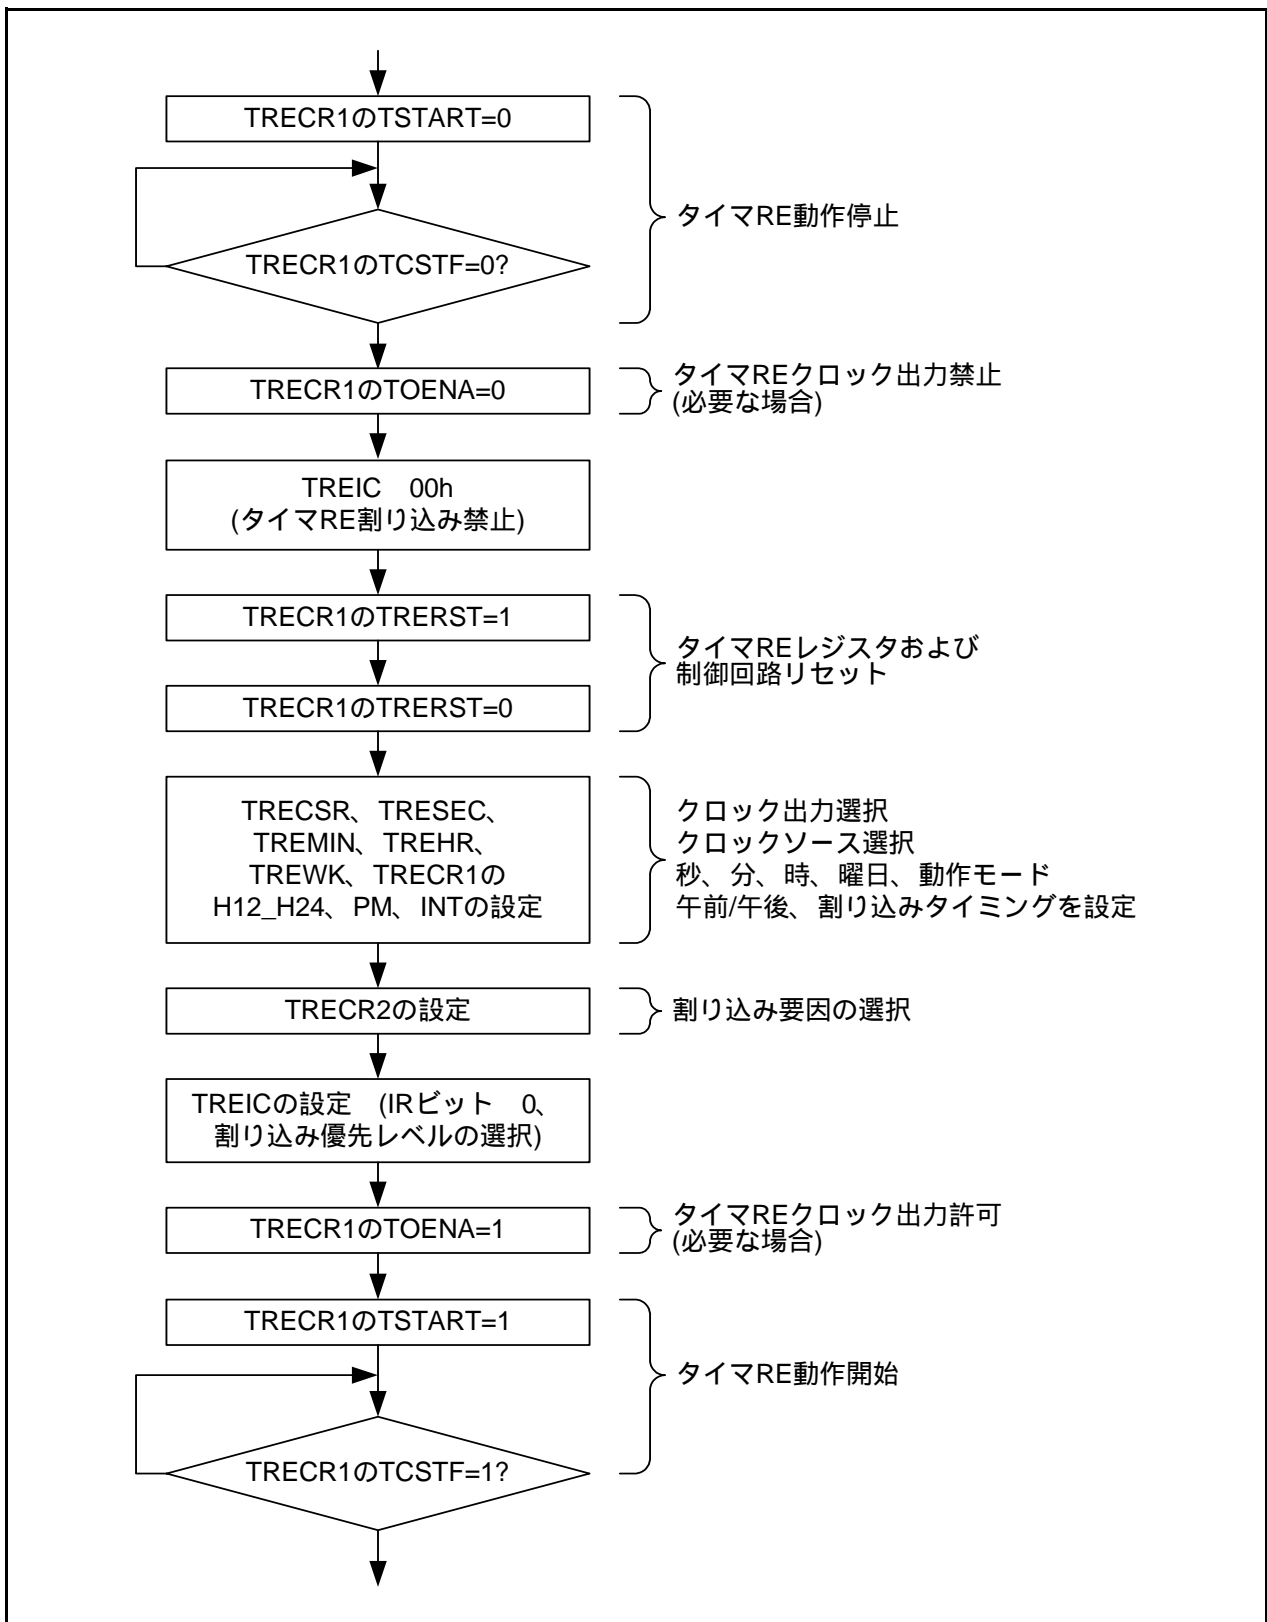 TRECR1のTSTART=0
TRECR1のTCSTF=0?
タイマRE動作停止
TRECR1のTOENA=0
タイマREクロック出力禁止
(必要な場合)
TREIC 00h
(タイマRE割り込み禁止)
TRECR1のTRERST=1
TRECR1のTRERST=0
タイマREレジスタおよび
制御回路リセット
TRECSR、TRESEC、
TREMIN、TREHR、
TREWK、TRECR1の
H12_H24、PM、INTの設定
クロック出力選択
クロックソース選択
秒、分、時、曜日、動作モード
午前/午後、割り込みタイミングを設定
TRECR2の設定
割り込み要因の選択
TREICの設定 (IRビット 0、
割り込み優先レベルの選択)
TRECR1のTOENA=1
タイマREクロック出力許可
(必要な場合)
TRECR1のTSTART=1
TRECR1のTCSTF=1?
タイマRE動作開始